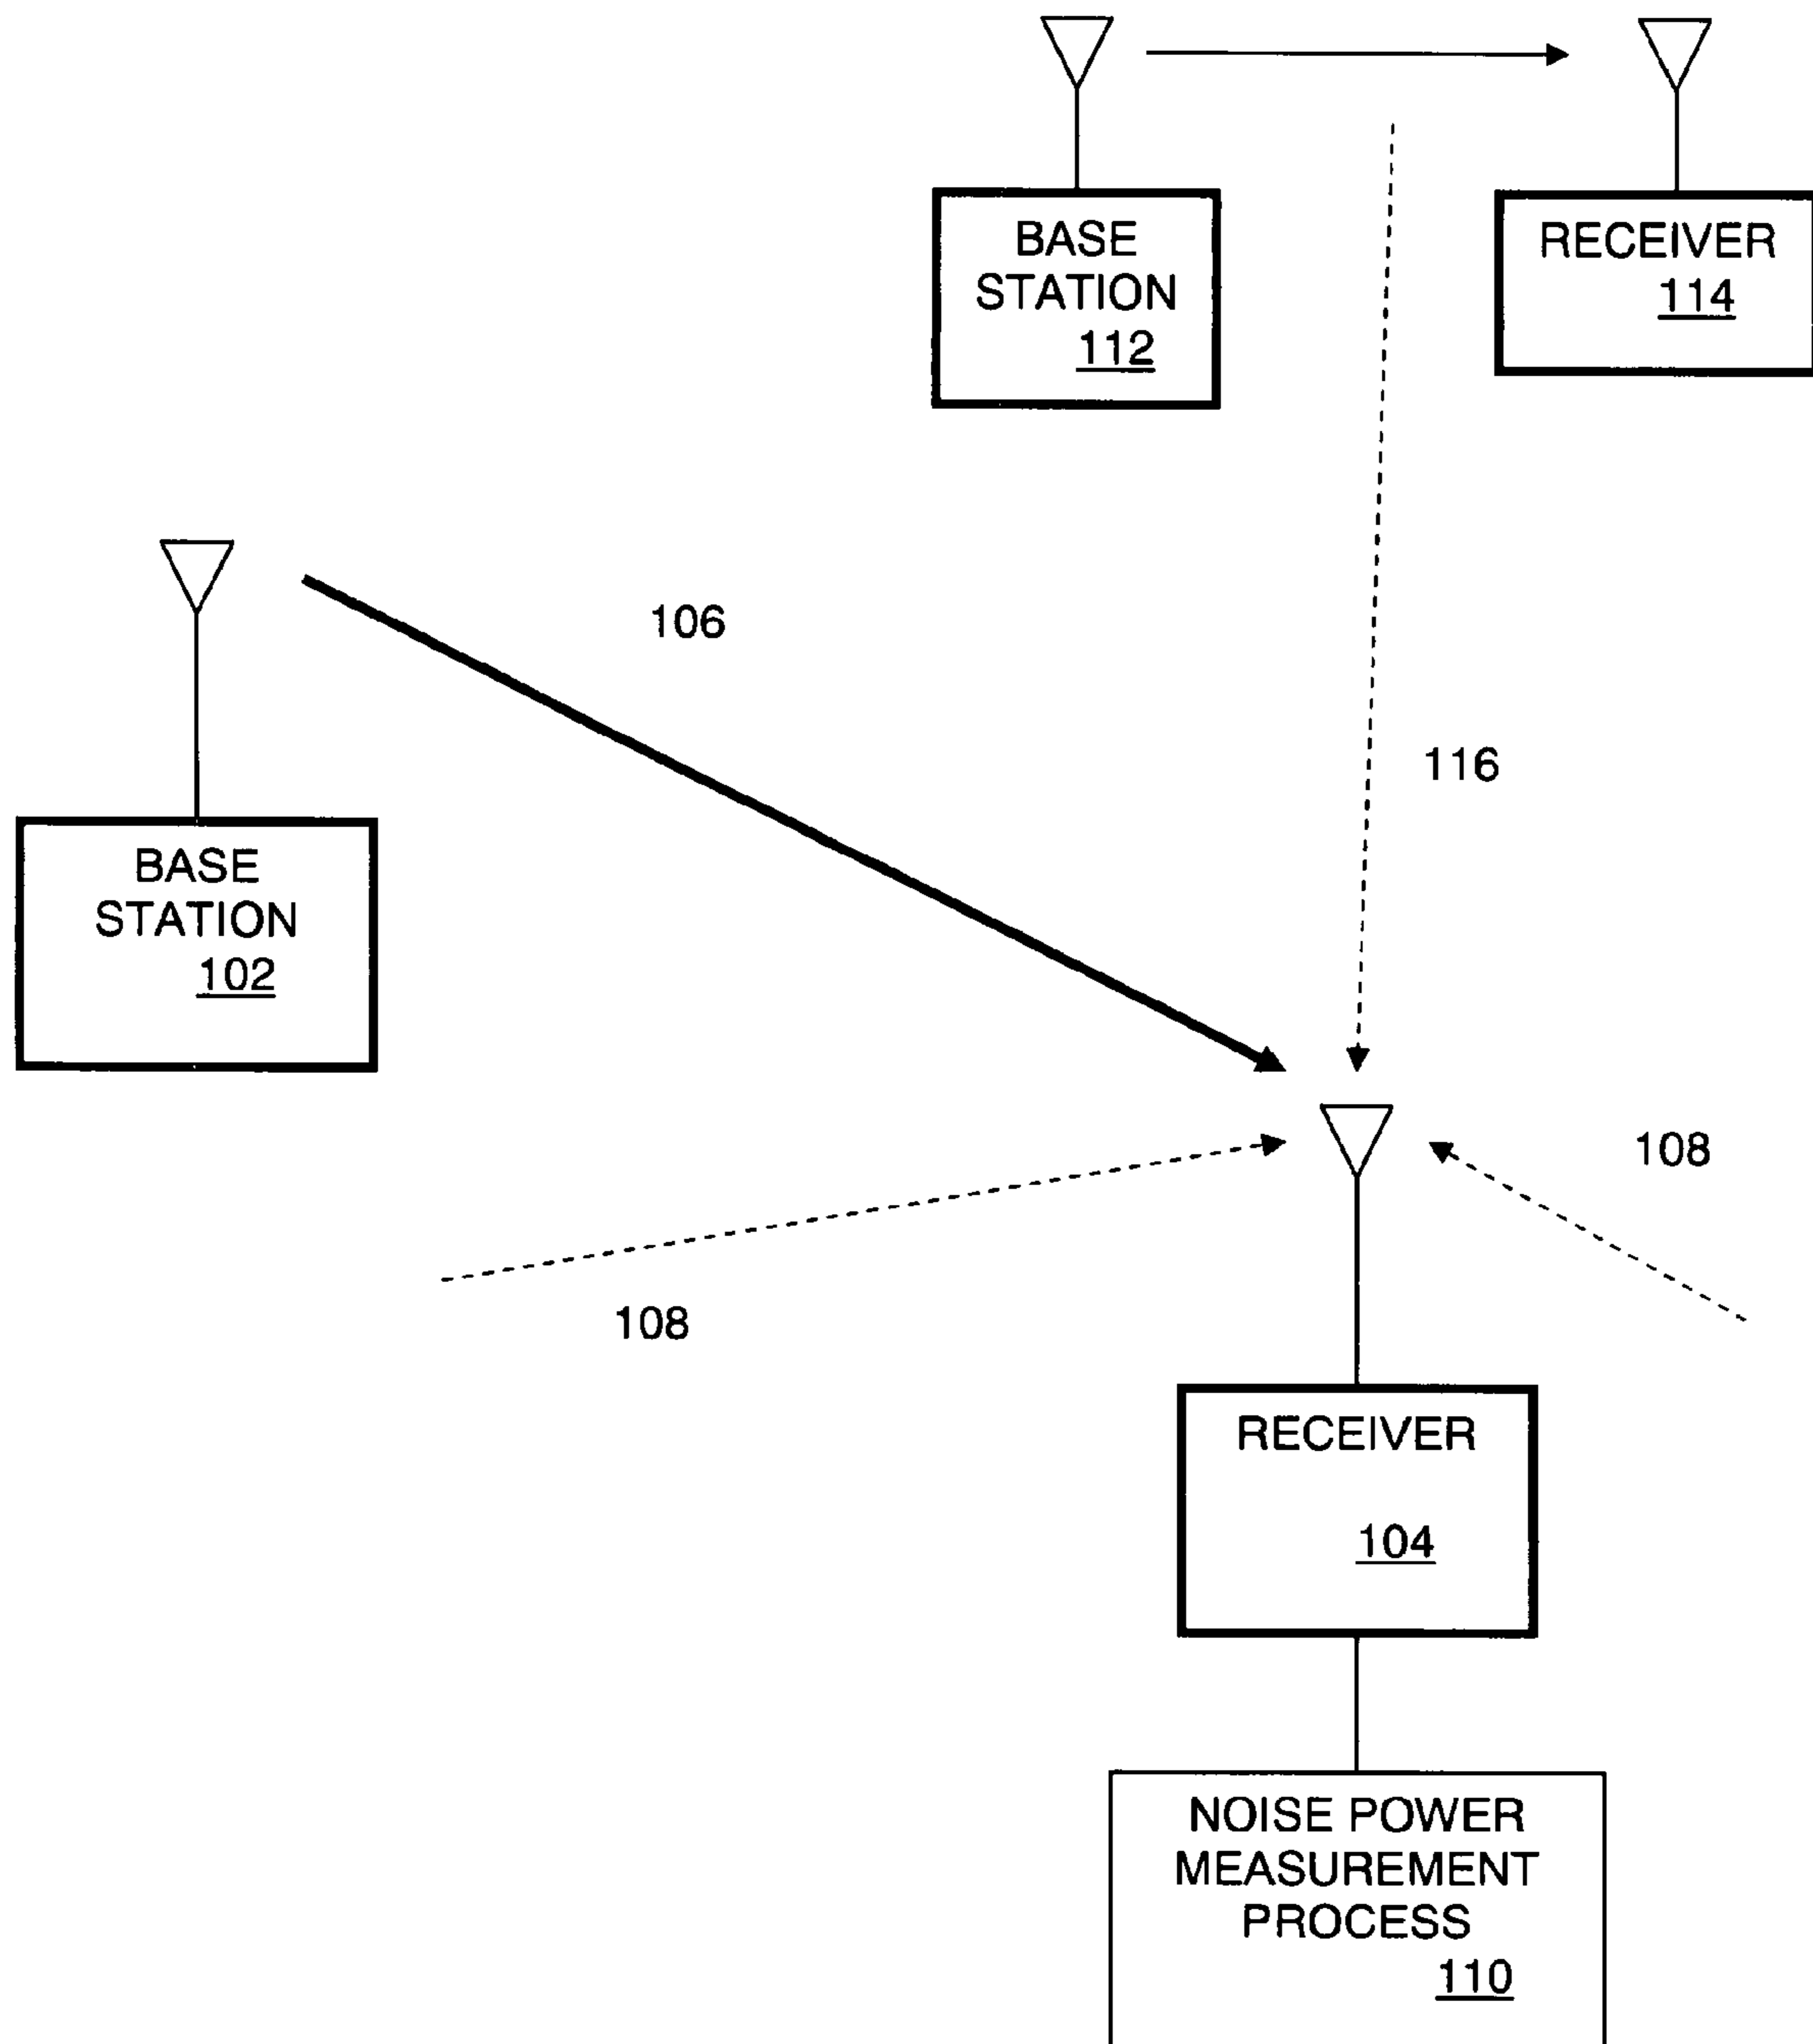 BASE
STATION
112
RECEIVER
114
106
116
BASE
STATION
102
108
108
RECEIVER
104
NOISE POWER
MEASUREMENT
PROCESS
110